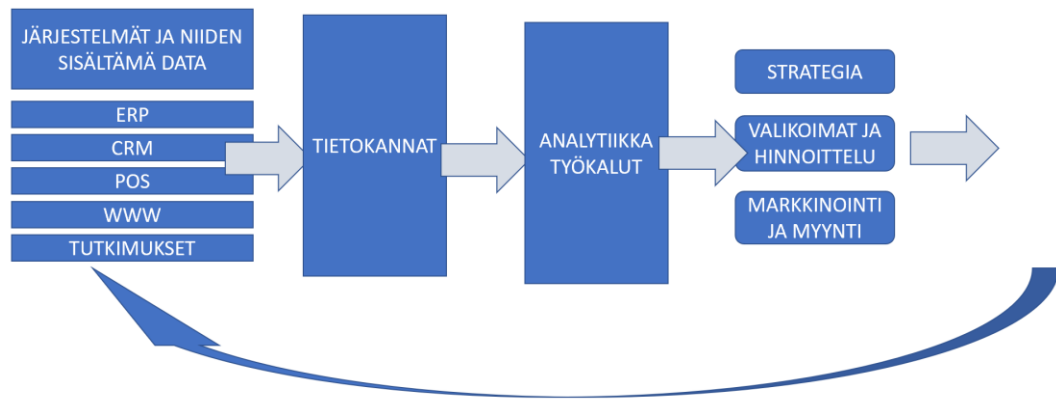 JÄRJESTELMÄT JA NIIDEN
SISÄLTÄMÄ DATA
ERP
CRM
POS
WWW
TUTKIMUKSET
TIETOKANNAT
ANALYTIIKKA
TYÖKALUT
STRATEGIA
VALIKOIMAT JA
HINNOITTELU
MARKKINOINTI
JA MYYNTI